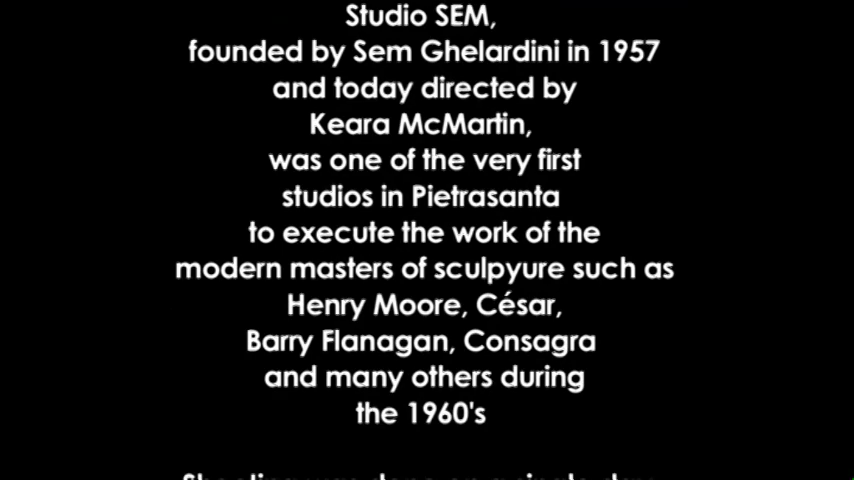 Studio SEM,
founded by Sem Ghelardini in 1957
and today directed by
Keara McMartin,
was one of the very first
studios in Pietrasanta
to execute the work of the
modern masters of sculpyure such as
Henry Moore, César,
Barry Flanagan, Consagra
and many others during
the 1960's